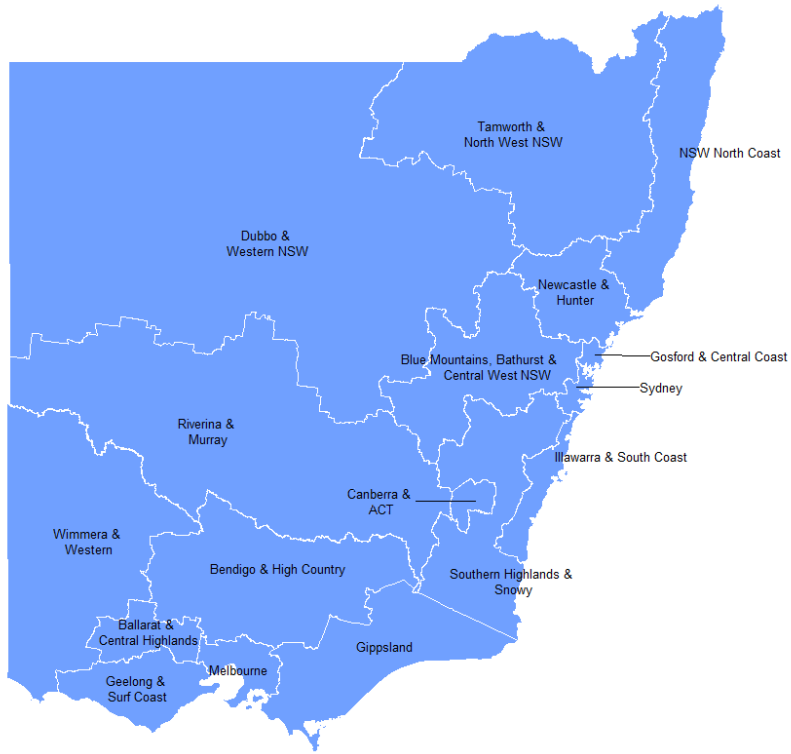 Tamworth &
North West NSW
NSW North Coast
Dubbo &
Western NSW
Newcastle &
Hunter
Blue Mountains, Bathurst &
Central West NSW
Gosford & Central Coast
Sydney
Riverina &
Murray
Illawarra & South Coast
Canberra &
ACT
Wimmera &
Western
Bendigo & High Country
Southern Highlands &
Snowy
Ballarat &
Central Highlands
Gippsland
Melbourne
Geelong &
Surf Coast